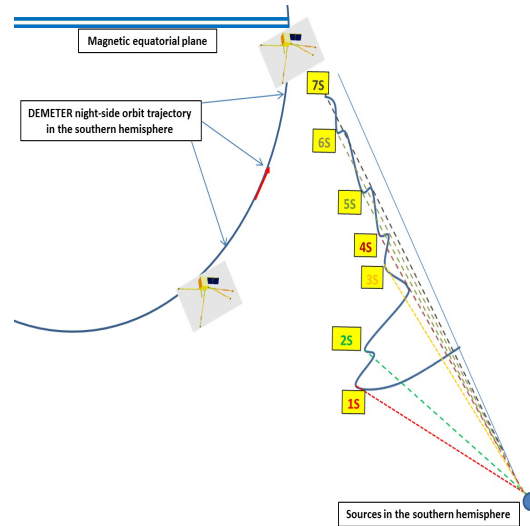 Magnetic equatorial plane
7S
DEMETER night-side orbit trajectory
in the southern hemisphere
6S
5S
4S
3S
2S
1S
Sources in the southern hemisphere